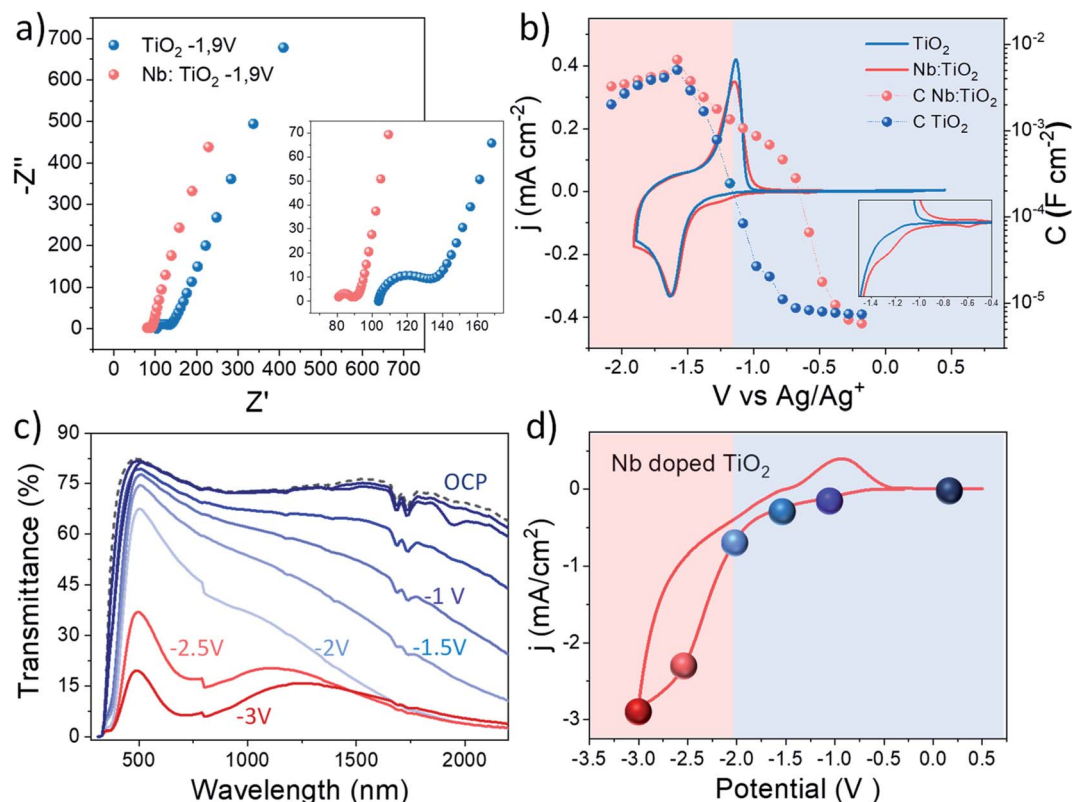 a)
TiO₂ -1,9V
Nb: TiO₂ -1,9V
700
600
500
400
300
200
100
0
-Z''
0 100 200 300 400 500 600 700
Z'
70
60
50
40
30
20
10
0
80 100 120 140 160
b)
TiO₂
Nb:TiO₂
C Nb:TiO₂
C TiO₂
0.4
0.2
0.0
-0.2
-0.4
j (mA cm⁻²)
10⁻²
10⁻³
10⁻⁴
10⁻⁵
C (F cm⁻²)
-2.0 -1.5 -1.0 -0.5 0.0 0.5
V vs Ag/Ag⁺
-1.4 -1.2 -1.0 -0.8 -0.6 -0.4
c)
90
75
60
45
30
15
0
Transmittance (%)
OCP
-1 V
-1.5V
-2V
-2.5V
-3V
500 1000 1500 2000
Wavelength (nm)
d)
Nb doped TiO₂
0
-1
-2
-3
j (mA/cm²)
-3.5 -3.0 -2.5 -2.0 -1.5 -1.0 -0.5 0.0 0.5
Potential (V )